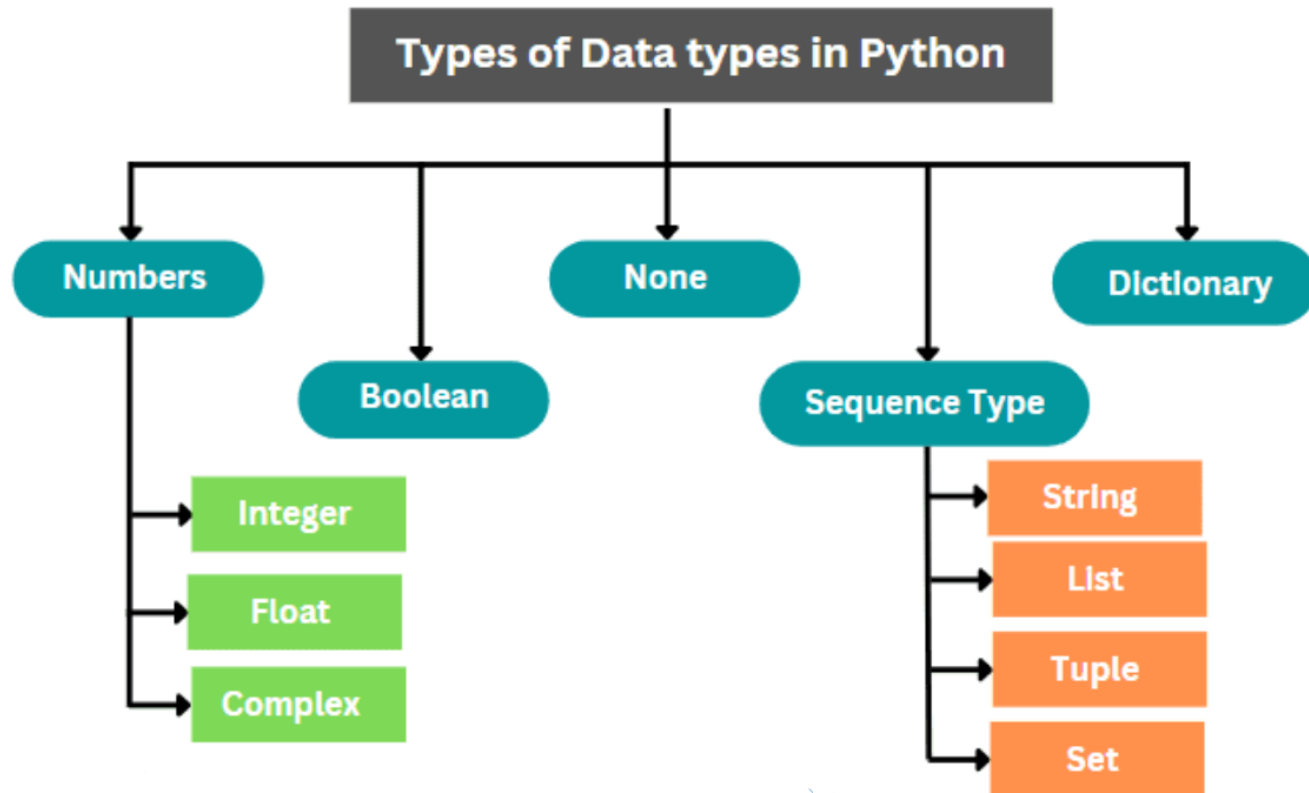 Types of Data types in Python
Numbers
None
Dictionary
Boolean
Sequence Type
Integer
Float
Complex
String
List
Tuple
Set